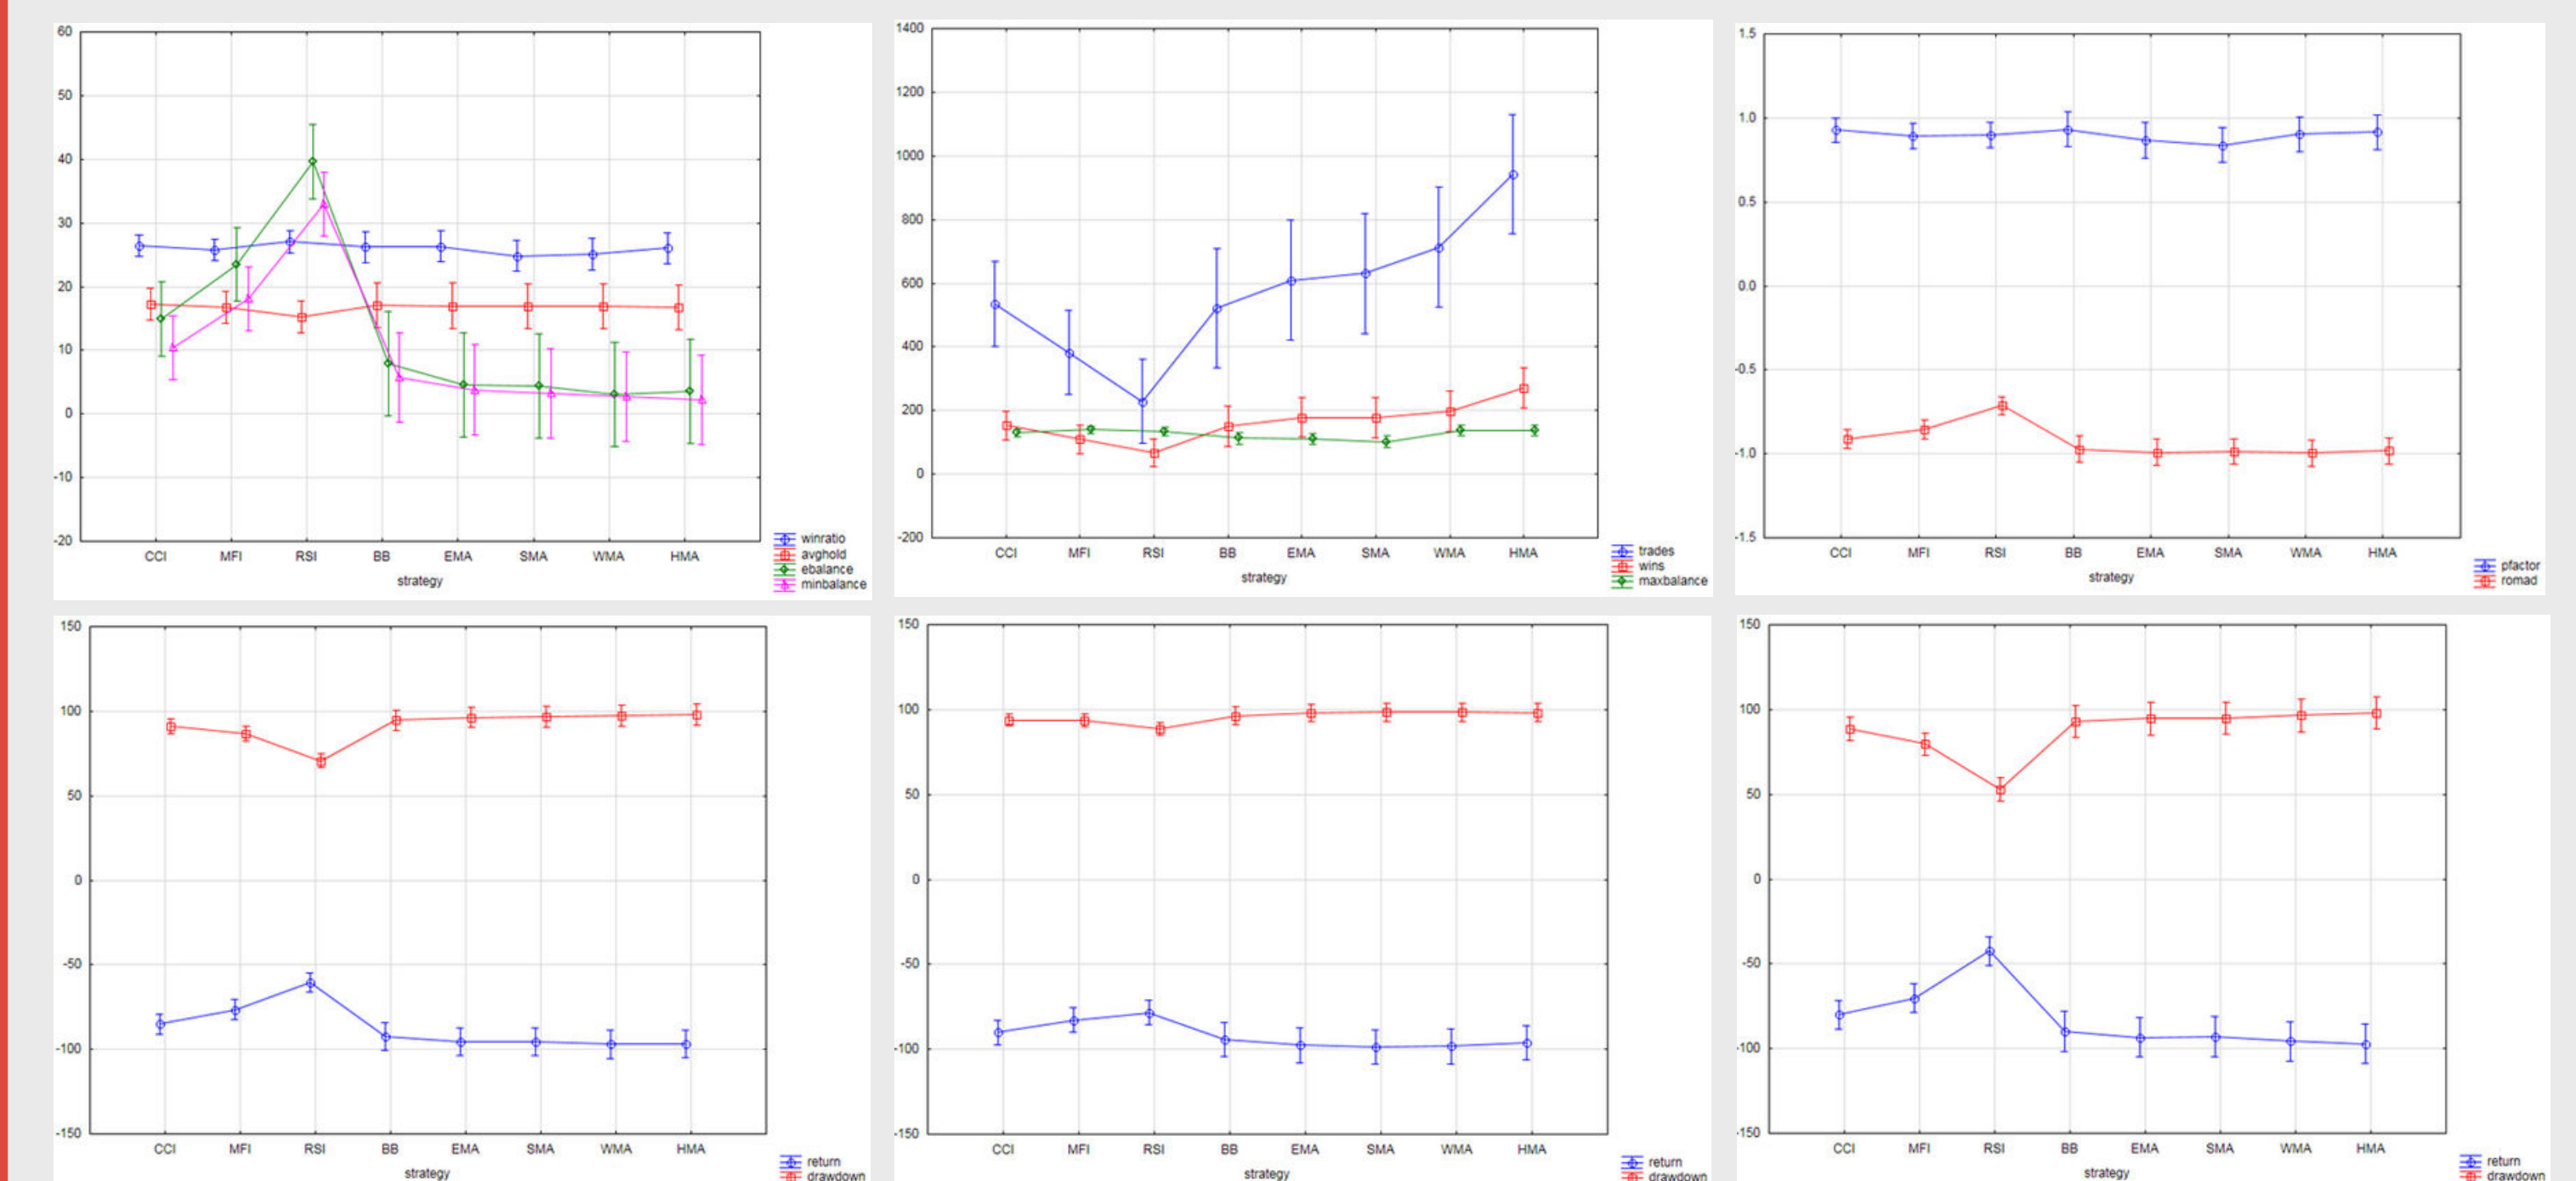 60
50
40
30
20
10
0
-10
-20
CCI MFI RSI BB EMA SMA WMA HMA
strategy
winratio
avghold
ebalance
minbalance
1400
1200
1000
800
600
400
200
0
-200
CCI MFI RSI BB EMA SMA WMA HMA
strategy
trades
wins
maxbalance
1.5
1.0
0.5
0.0
-0.5
-1.0
-1.5
CCI MFI RSI BB EMA SMA WMA HMA
strategy
pfactor
romad
150
100
50
0
-50
-100
-150
CCI MFI RSI BB EMA SMA WMA HMA
strategy
return
drawdown
150
100
50
0
-50
-100
-150
CCI MFI RSI BB EMA SMA WMA HMA
strategy
return
drawdown
150
100
50
0
-50
-100
-150
CCI MFI RSI BB EMA SMA WMA HMA
strategy
return
drawdown